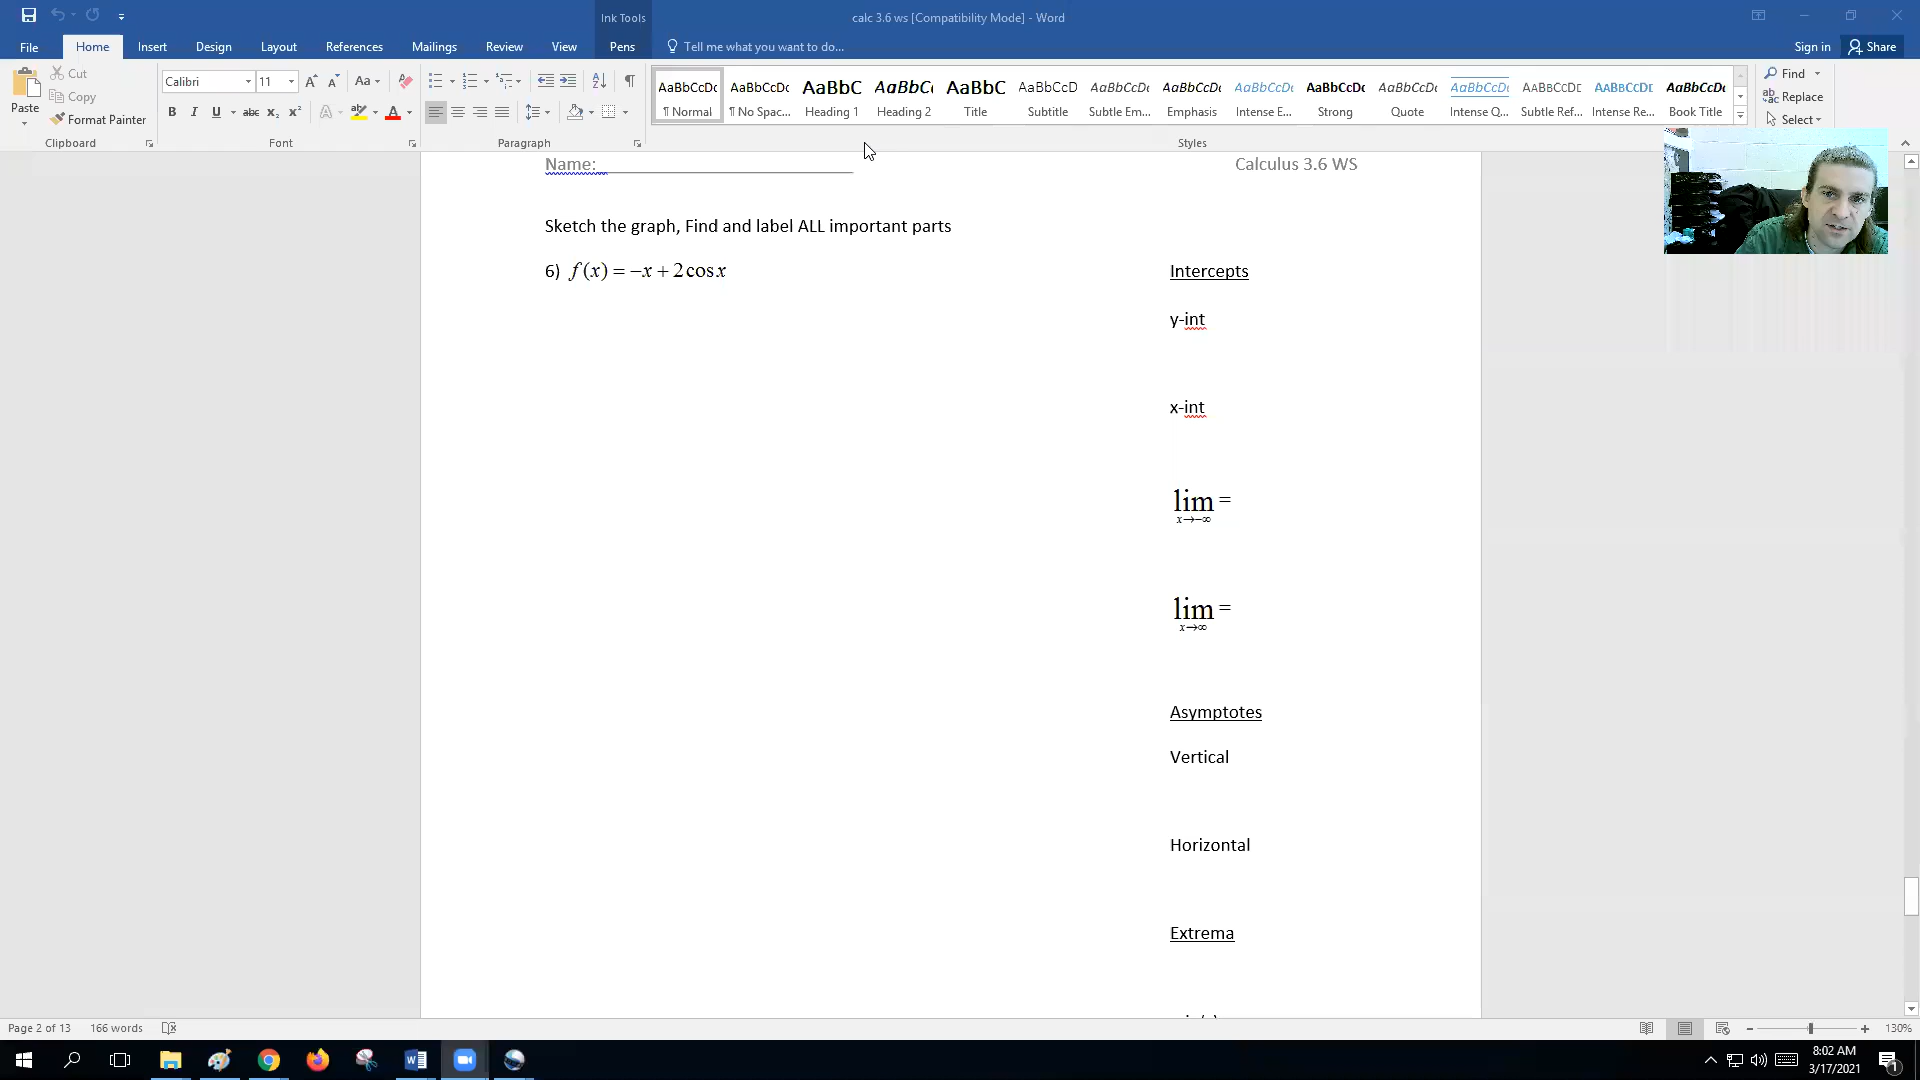 Ink Tools
calc 3.6 ws [Compatibility Mode] - Word
File Home Insert Design Layout References Mailings Review View Pens Tell me what you want to do... Sign in Share
Paste
Cut
Copy
Format Painter
Clipboard
Calibri 11
Font
Paragraph
AaBbCcDc ¶ Normal
AaBbCcDc ¶ No Spac...
AaBbC Heading 1
AaBbC Heading 2
AaBbC Title
AaBbCcD Subtitle
AaBbCcDc Subtle Em...
AaBbCcDc Emphasis
AaBbCcDc Intense E...
AaBbCcDc Strong
AaBbCcDc Quote
AaBbCcDc Intense Q...
AaBbCcDc Subtle Ref...
AaBbCcDc Intense Re...
AaBbCcDc Book Title
Styles
Find
Replace
Select
Name:
Calculus 3.6 WS
Sketch the graph, Find and label ALL important parts
6) f(x) = −x + 2cosx
Intercepts
y-int
x-int
lim =
x→−∞
lim =
x→∞
Asymptotes
Vertical
Horizontal
Extrema
Page 2 of 13 166 words
130%
8:02 AM
3/17/2021
1